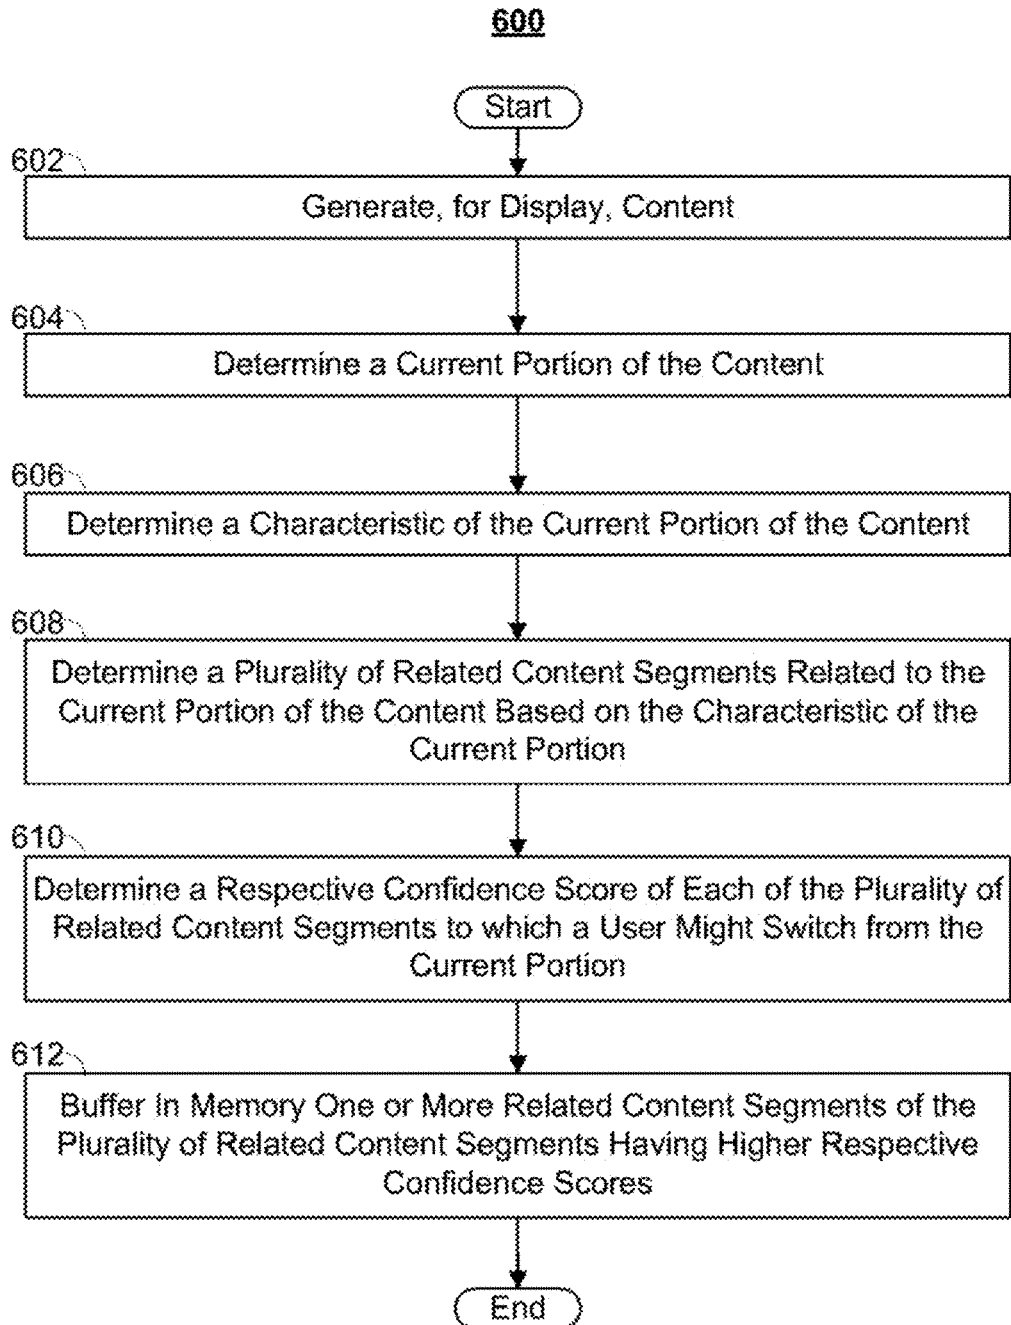 600
Start
602
Generate, for Display, Content
604
Determine a Current Portion of the Content
606
Determine a Characteristic of the Current Portion of the Content
608
Determine a Plurality of Related Content Segments Related to the
Current Portion of the Content Based on the Characteristic of the
Current Portion
610
Determine a Respective Confidence Score of Each of the Plurality of
Related Content Segments to which a User Might Switch from the
Current Portion
612
Buffer In Memory One or More Related Content Segments of the
Plurality of Related Content Segments Having Higher Respective
Confidence Scores
End